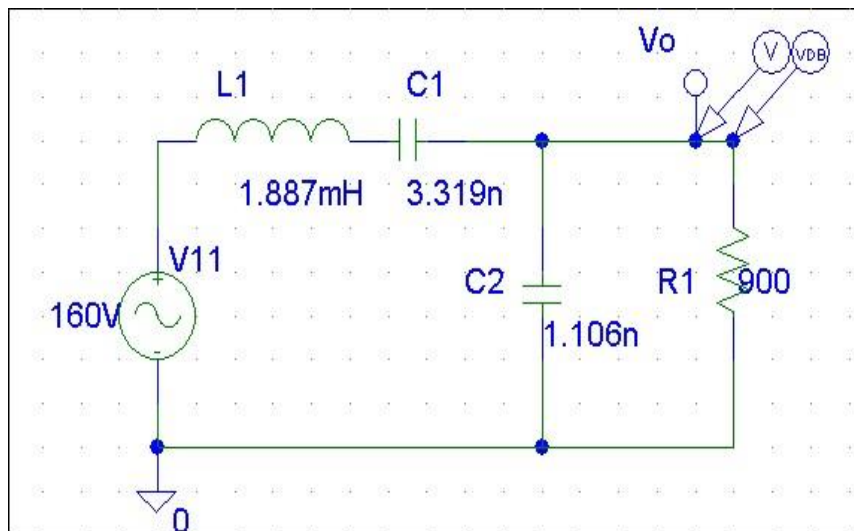 Vo
V
VDB
L1
C1
1.887mH
3.319n
V11
160V
+
-
C2
1.106n
R1
900
0